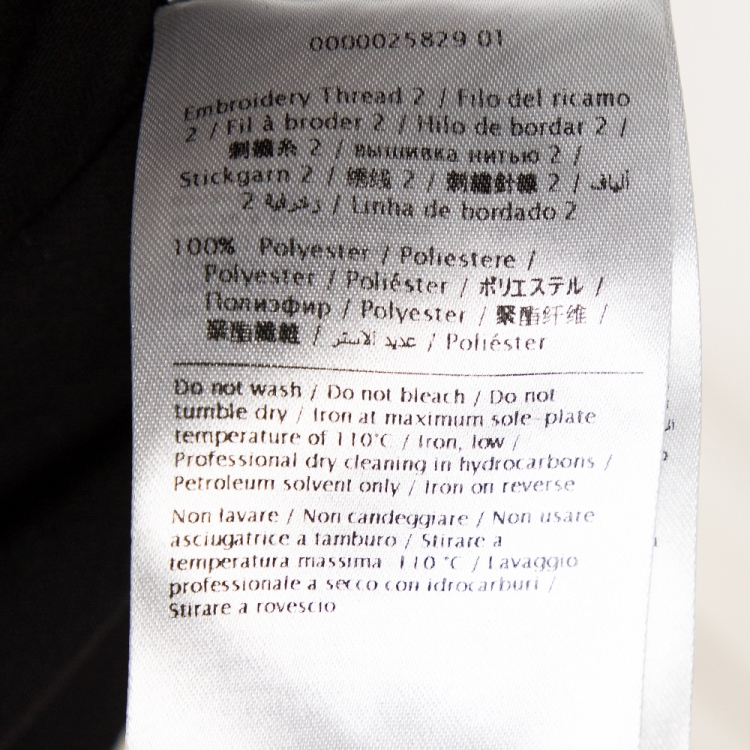 0000025829 01
Embroidery Thread 2 / Filo del ricamo
2 / Fil à broder 2 / Hilo de bordar 2 /
刺繍糸 2 / вышивка нитью 2 /
Stickgarn 2 / 绣线 2 / 刺繡針線 2 / ألياف
زخرفية 2 / Linha de bordado 2
100% Polyester / Poliestere /
Polyester / Poliéster / ポリエステル /
Полиэфир / Polyester / 聚酯纤维 /
聚酯纖維 / عديد الاستر / Poliéster
Do not wash / Do not bleach / Do not
tumble dry / Iron at maximum sole-plate
temperature of 110°C / Iron, low /
Professional dry cleaning in hydrocarbons /
Petroleum solvent only / Iron on reverse
Non lavare / Non candeggiare / Non usare
asciugatrice a tamburo / Stirare a
temperatura massima 110 °C / Lavaggio
professionale a secco con idrocarburi /
Stirare a rovescio